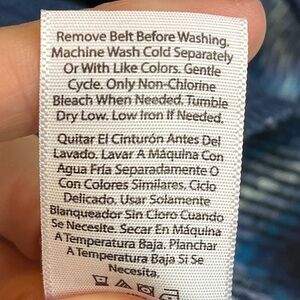 Remove Belt Before Washing.
Machine Wash Cold Separately
Or With Like Colors. Gentle
Cycle. Only Non-Chlorine
Bleach When Needed. Tumble
Dry Low. Low Iron If Needed.
Quitar El Cinturón Antes Del
Lavado. Lavar A Máquina Con
Agua Fría Separadamente O
Con Colores Similares. Ciclo
Delicado. Usar Solamente
Blanqueador Sin Cloro Cuando
Se Necesite. Secar En Máquina
A Temperatura Baja. Planchar
A Temperatura Baja Si Se
Necesita.